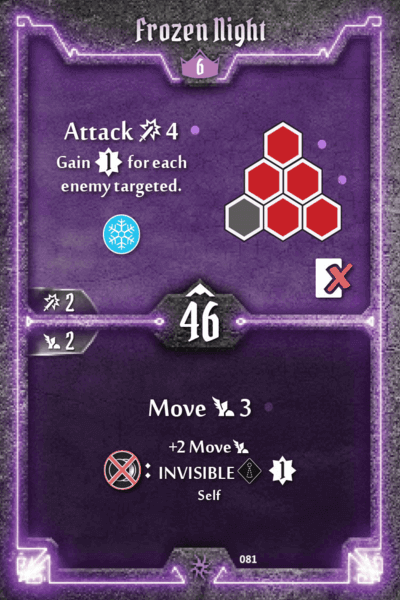 Frozen Night
6
Attack 4
Gain 1 for each
enemy targeted.
2
46
2
Move 3
+2 Move
: INVISIBLE 1
Self
081